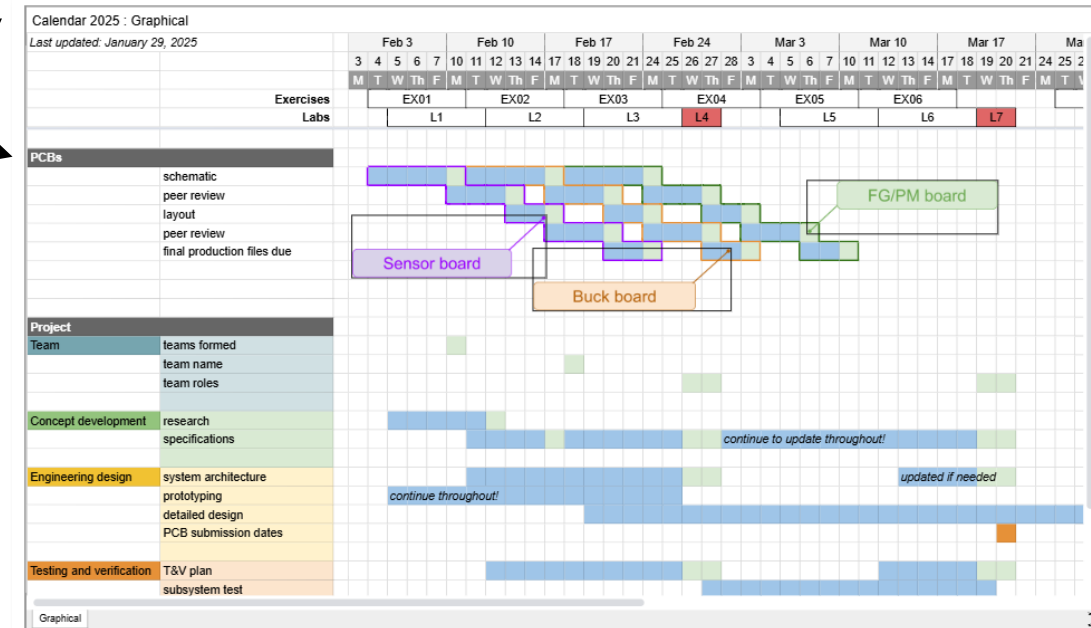 Calendar 2025 : Graphical
Last updated: January 29, 2025 Feb 3 Feb 10 Feb 17 Feb 24 Mar 3 Mar 10 Mar 17 Ma
3 4 5 6 7 10 11 12 13 14 17 18 19 20 21 24 25 26 27 28 3 4 5 6 7 10 11 12 13 14 17 18 19 20 21 24 25 2
M T W Th F M T W Th F M T W Th F M T W Th F M T W Th F M T W Th F M T W Th F M T
Exercises EX01 EX02 EX03 EX04 EX05 EX06
Labs L1 L2 L3 L4 L5 L6 L7
PCBs
schematic
peer review FG/PM board
layout
peer review
final production files due
Sensor board
Buck board
Project
Team teams formed
team name
team roles
Concept development research
specifications continue to update throughout!
Engineering design system architecture updated if needed
prototyping continue throughout!
detailed design
PCB submission dates
Testing and verification T&V plan
subsystem test
Graphical